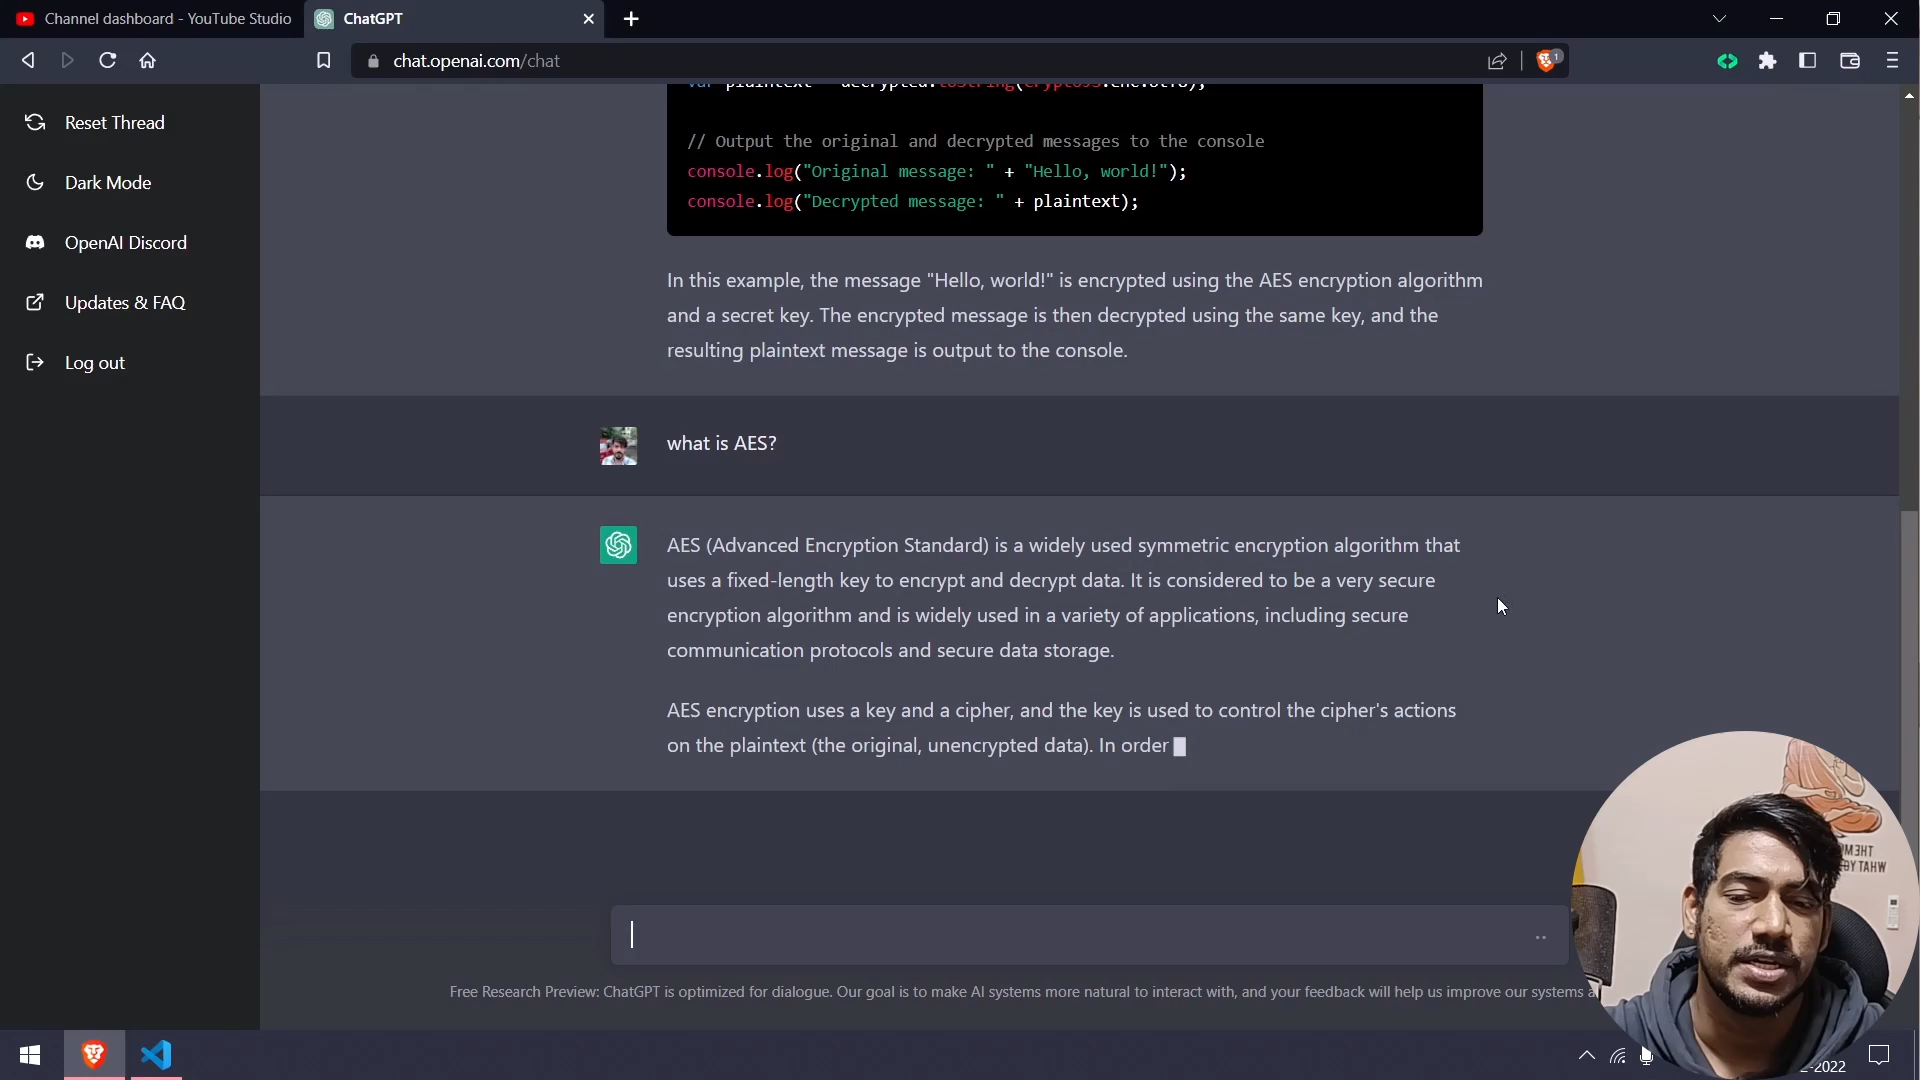 Channel dashboard - YouTube Studio
ChatGPT
chat.openai.com/chat
1
Reset Thread
Dark Mode
OpenAI Discord
Updates & FAQ
Log out
// Output the original and decrypted messages to the console
console.log("Original message: " + "Hello, world!");
console.log("Decrypted message: " + plaintext);
In this example, the message "Hello, world!" is encrypted using the AES encryption algorithm
and a secret key. The encrypted message is then decrypted using the same key, and the
resulting plaintext message is output to the console.
what is AES?
AES (Advanced Encryption Standard) is a widely used symmetric encryption algorithm that
uses a fixed-length key to encrypt and decrypt data. It is considered to be a very secure
encryption algorithm and is widely used in a variety of applications, including secure
communication protocols and secure data storage.
AES encryption uses a key and a cipher, and the key is used to control the cipher's actions
on the plaintext (the original, unencrypted data). In order
Free Research Preview: ChatGPT is optimized for dialogue. Our goal is to make AI systems more natural to interact with, and your feedback will help us improve our systems a
-2022